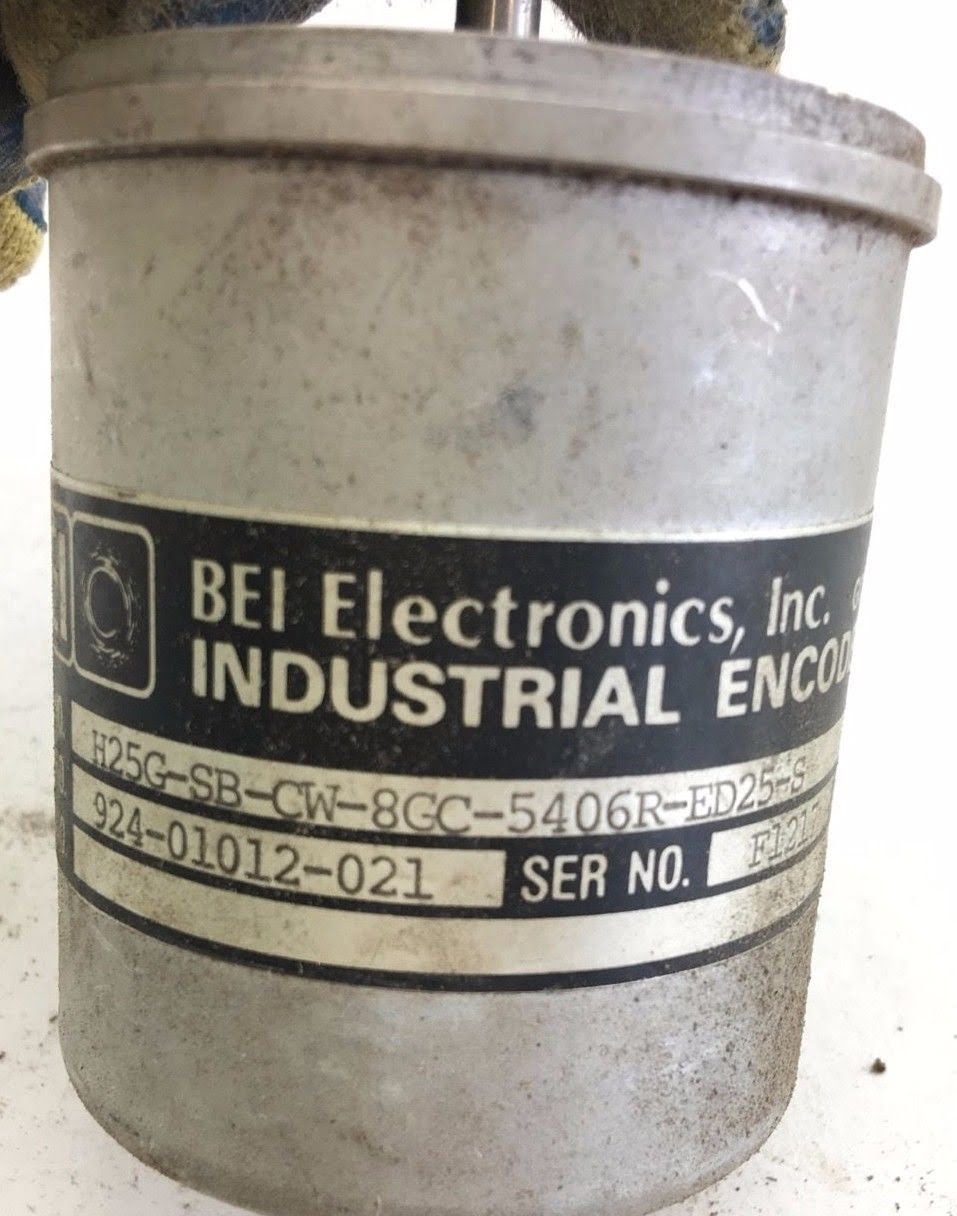 BEI Electronics, Inc.
INDUSTRIAL
H25G-SB-CW-8GC-5406R-ED25-S
924-01012-021 SER NO.